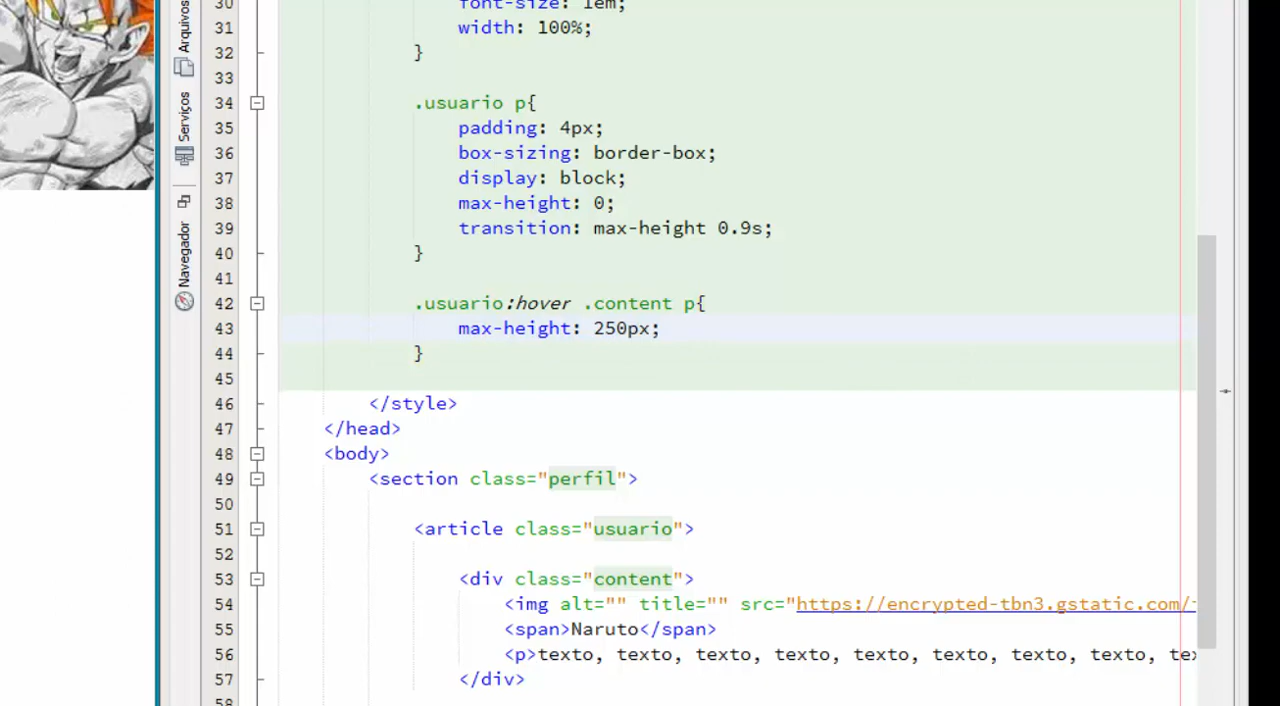 Arquivos
Serviços
Navegador
30 font-size: 1em;
31 width: 100%;
32 }
33
34 .usuario p{
35 padding: 4px;
36 box-sizing: border-box;
37 display: block;
38 max-height: 0;
39 transition: max-height 0.9s;
40 }
41
42 .usuario:hover .content p{
43 max-height: 250px;
44 }
45
46 </style>
47 </head>
48 <body>
49 <section class="perfil">
50
51 <article class="usuario">
52
53 <div class="content">
54 <img alt="" title="" src="https://encrypted-tbn3.gstatic.com/
55 <span>Naruto</span>
56 <p>texto, texto, texto, texto, texto, texto, texto, texto, tex
57 </div>
58